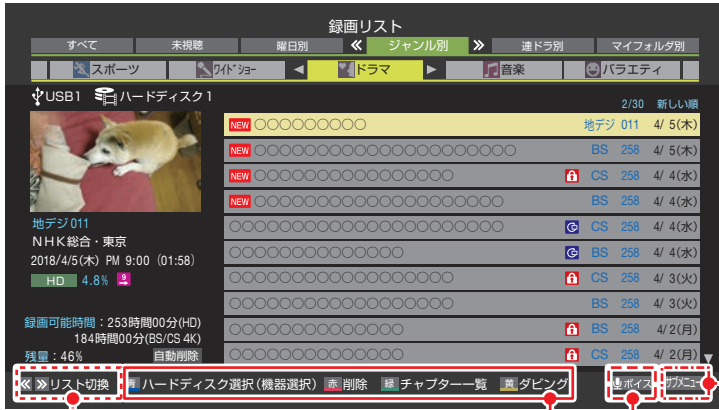 録画リスト
すべて 未視聴 曜日別 ≪ ジャンル別 ≫ 連ドラ別 マイフォルダ別
スポーツ ﾜｲﾄﾞｼｮｰ ◀ ドラマ ▶ 音楽 バラエティ
USB1 ハードディスク1
2/30 新しい順
NEW ○○○○○○○○○ 地デジ 011 4/ 5(木)
NEW ○○○○○○○○○○○○○○○○○○○○○ BS 258 4/ 5(木)
NEW ○○○○○○○○○○○○○○○○○○ CS 258 4/ 4(水)
NEW ○○○○○○○○○○○○○○○○○○ BS 258 4/ 4(水)
○○○○○○○○○○○○○○○○○○○○○○ CS 258 4/ 4(水)
○○○○○○○○○○○○○ BS 258 4/ 4(水)
○○○○○○○○○○○○○○○○○ CS 258 4/ 3(火)
○○○○○○○○○○○○○○○○○ BS 258 4/ 3(火)
○○○○○○○○○○○○○ BS 258 4/ 2(月)
○○○○○○○○○○○○○ CS 258 4/ 2(月)
地デジ011
NHK総合・東京
2018/4/5(木) PM 9:00 (01:58)
HD 4.8% 9
録画可能時間：253時間00分(HD)
184時間00分(BS/CS 4K)
残量：46% 自動削除
≪ ≫ リスト切換 青 ハードディスク選択(機器選択) 赤 削除 緑 チャプター一覧 黄 ダビング ボイス サブメニュー